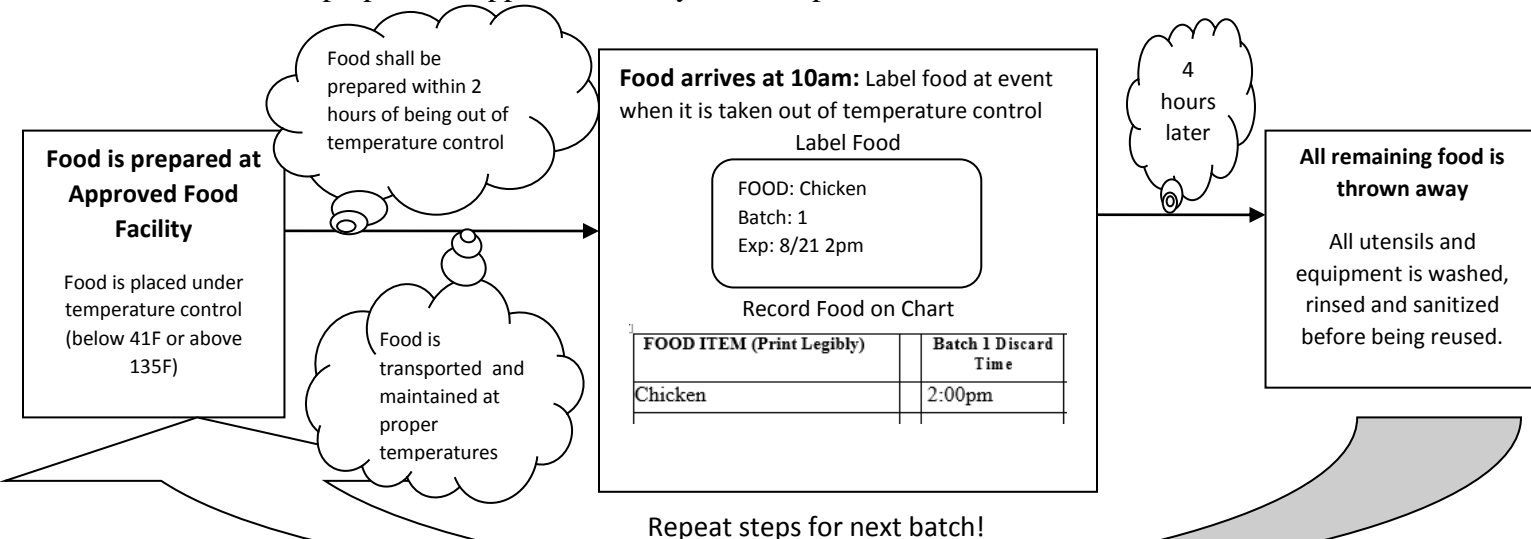 Food is prepared at
Approved Food
Facility
Food is placed under
temperature control
(below 41F or above
135F)
Food shall be
prepared within 2
hours of being out of
temperature control
Food is
transported and
maintained at
proper
temperatures
Food arrives at 10am: Label food at event
when it is taken out of temperature control
Label Food
FOOD: Chicken
Batch: 1
Exp: 8/21 2pm
Record Food on Chart
FOOD ITEM (Print Legibly) Batch 1 Discard
Time
Chicken 2:00pm
4
hours
later
All remaining food is
thrown away
All utensils and
equipment is washed,
rinsed and sanitized
before being reused.
Repeat steps for next batch!